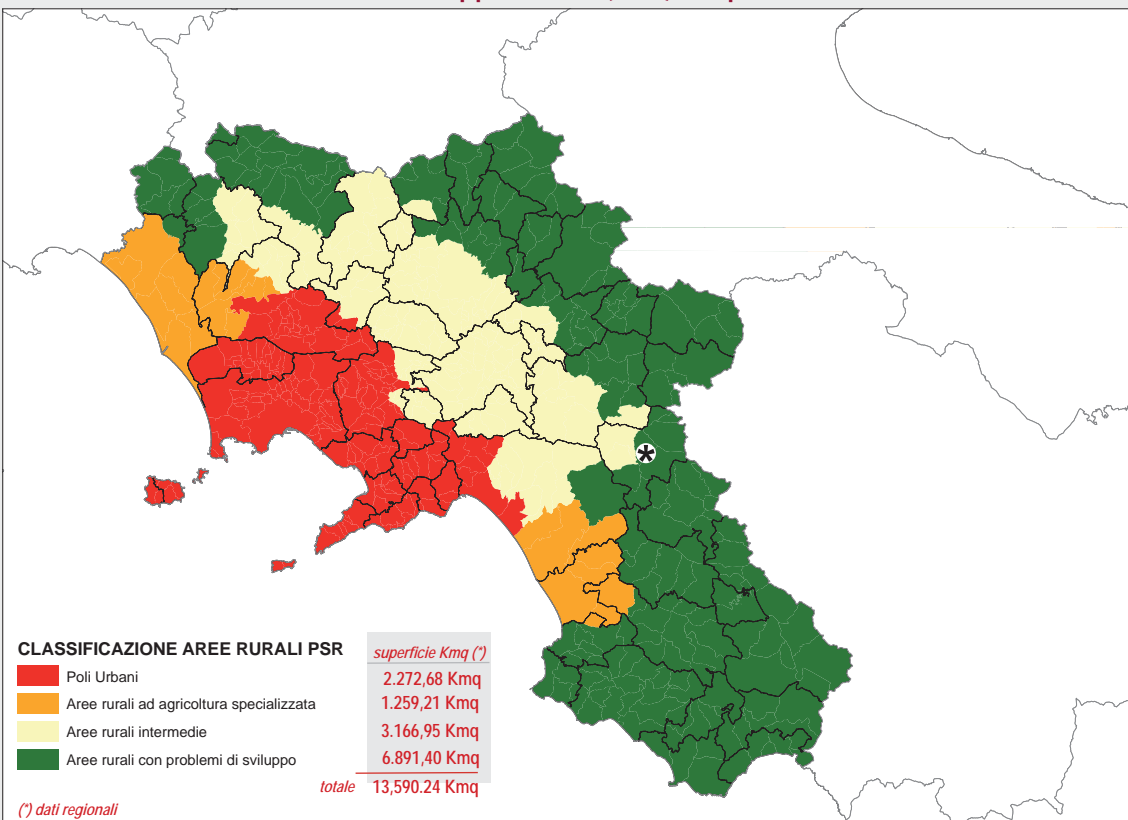 CLASSIFICAZIONE AREE RURALI PSR
superficie Kmq (*)
Poli Urbani 2.272,68 Kmq
Aree rurali ad agricoltura specializzata 1.259,21 Kmq
Aree rurali intermedie 3.166,95 Kmq
Aree rurali con problemi di sviluppo 6.891,40 Kmq
totale 13,590.24 Kmq
(*) dati regionali
*